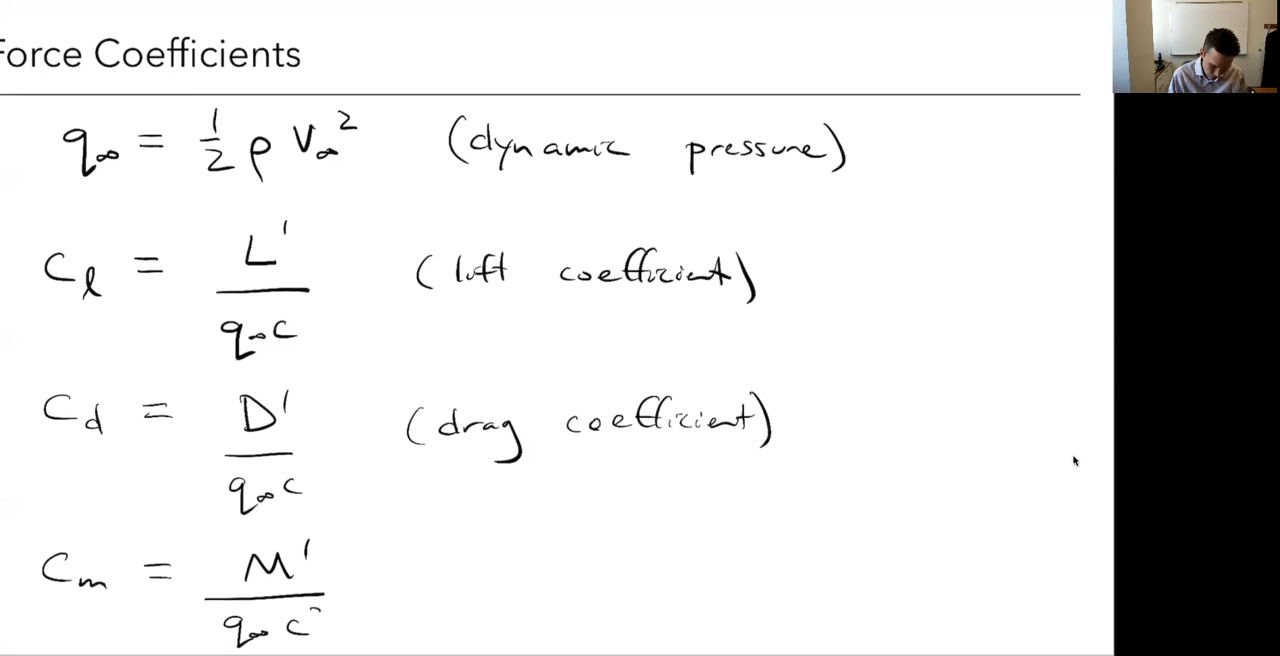 Force Coefficients
q∞ = 1/2 ρ V∞² (dynamic pressure)
Cℓ = L' / q∞ c (lift coefficient)
Cd = D' / q∞ c (drag coefficient)
Cm = M' / q∞ c²